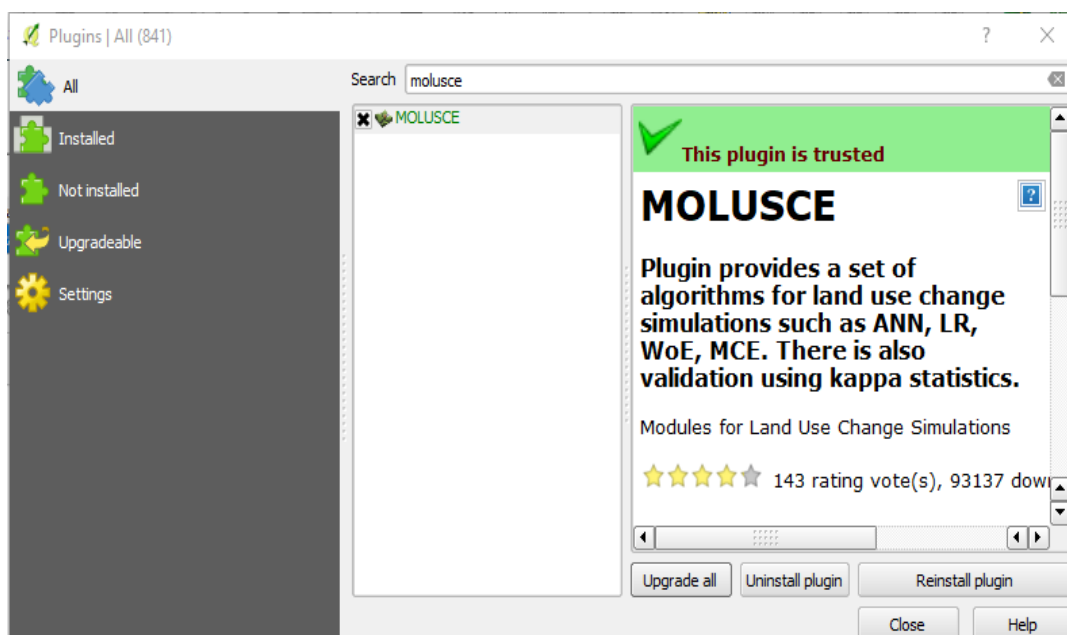 Plugins | All (841)
?
All
Search molusce
Installed
Not installed
Upgradeable
Settings
MOLUSCE
This plugin is trusted
MOLUSCE
?
Plugin provides a set of
algorithms for land use change
simulations such as ANN, LR,
WoE, MCE. There is also
validation using kappa statistics.
Modules for Land Use Change Simulations
143 rating vote(s), 93137 dow
Upgrade all Uninstall plugin Reinstall plugin
Close Help